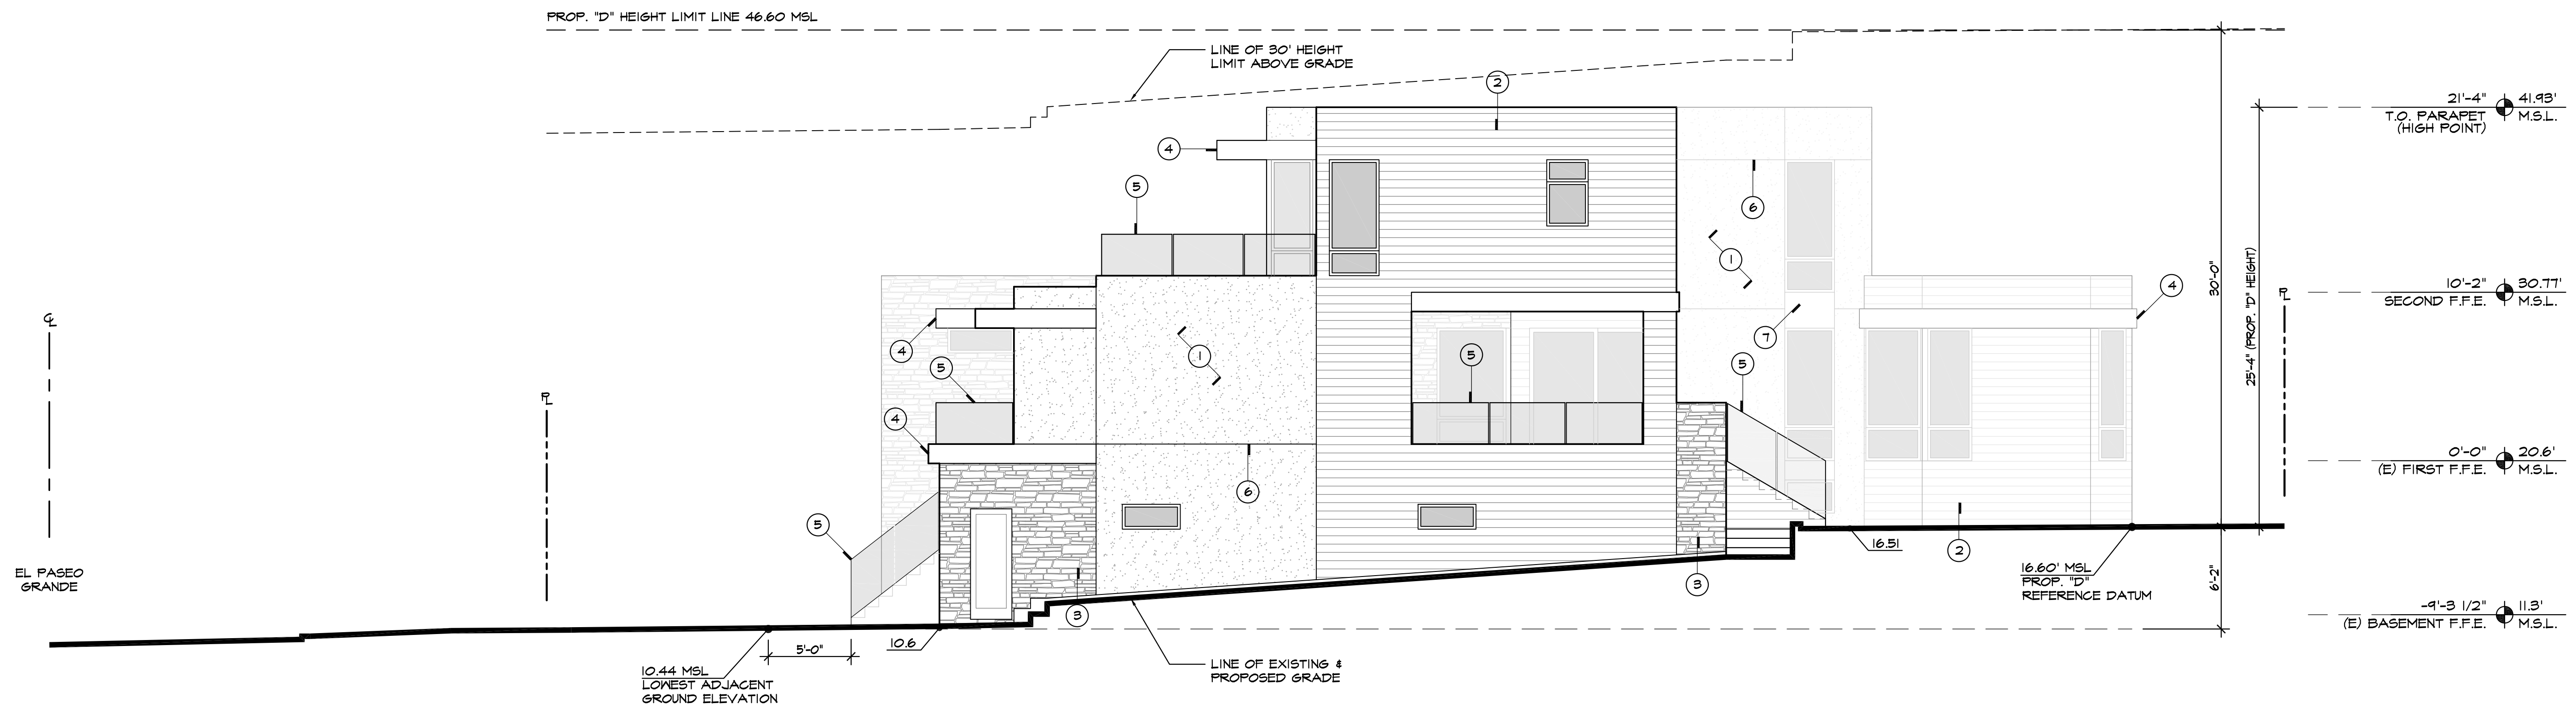 PROP. "D" HEIGHT LIMIT LINE 46.60 MSL
LINE OF 30' HEIGHT
LIMIT ABOVE GRADE
2
4
5
6
1
4
5
4
1
5
6
5
3
5
7
5
3
2
4
16.51
16.60' MSL
PROP. "D"
REFERENCE DATUM
℄
EL PASEO
GRANDE
PL
PL
10.44 MSL
LOWEST ADJACENT
GROUND ELEVATION
5'-0"
10.6
LINE OF EXISTING &
PROPOSED GRADE
30'-0"
6'-2"
25'-4" (PROP. "D" HEIGHT)
21'-4" 41.93'
T.O. PARAPET M.S.L.
(HIGH POINT)
10'-2" 30.77'
SECOND F.F.E. M.S.L.
0'-0" 20.6'
(E) FIRST F.F.E. M.S.L.
-9'-3 1/2" 11.3'
(E) BASEMENT F.F.E. M.S.L.